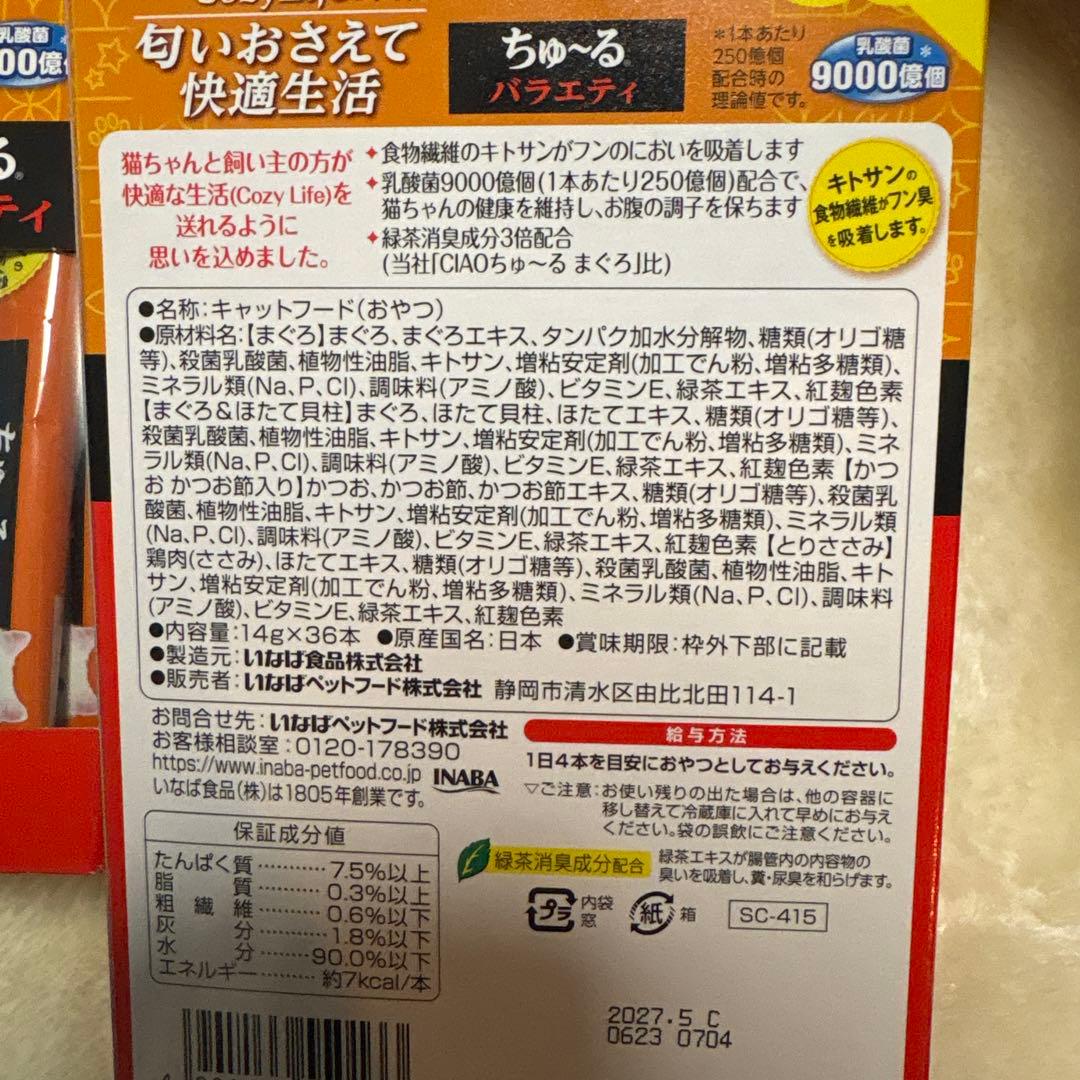 匂いおさえて
快適生活
ちゅ~る
バラエティ
*1本あたり
250億個
配合時の
理論値です。
乳酸菌*
9000億個
猫ちゃんと飼い主の方が
快適な生活(Cozy Life)を
送れるように
思いを込めました。
✦食物繊維のキトサンがフンのにおいを吸着します
✦乳酸菌9000億個(1本あたり250億個)配合で、
猫ちゃんの健康を維持し、お腹の調子を保ちます
✦緑茶消臭成分3倍配合
(当社「CIAOちゅ~る まぐろ」比)
キトサンの
食物繊維がフン臭
を吸着します。
●名称:キャットフード(おやつ)
●原材料名:【まぐろ】まぐろ、まぐろエキス、タンパク加水分解物、糖類(オリゴ糖
等)、殺菌乳酸菌、植物性油脂、キトサン、増粘安定剤(加工でん粉、増粘多糖類)、
ミネラル類(Na、P、Cl)、調味料(アミノ酸)、ビタミンE、緑茶エキス、紅麹色素
【まぐろ&ほたて貝柱】まぐろ、ほたて貝柱、ほたてエキス、糖類(オリゴ糖等)、
殺菌乳酸菌、植物性油脂、キトサン、増粘安定剤(加工でん粉、増粘多糖類)、ミネ
ラル類(Na、P、Cl)、調味料(アミノ酸)、ビタミンE、緑茶エキス、紅麹色素【かつ
お かつお節入り】かつお、かつお節、かつお節エキス、糖類(オリゴ糖等)、殺菌乳
酸菌、植物性油脂、キトサン、増粘安定剤(加工でん粉、増粘多糖類)、ミネラル類
(Na、P、Cl)、調味料(アミノ酸)、ビタミンE、緑茶エキス、紅麹色素【とりささみ】
鶏肉(ささみ)、ほたてエキス、糖類(オリゴ糖等)、殺菌乳酸菌、植物性油脂、キト
サン、増粘安定剤(加工でん粉、増粘多糖類)、ミネラル類(Na、P、Cl)、調味料
(アミノ酸)、ビタミンE、緑茶エキス、紅麹色素
●内容量:14g×36本 ●原産国名:日本 ●賞味期限:枠外下部に記載
●製造元:いなば食品株式会社
●販売者:いなばペットフード株式会社 静岡市清水区由比北田114-1
お問合せ先:いなばペットフード株式会社
お客様相談室:0120-178390
https://www.inaba-petfood.co.jp INABA
いなば食品(株)は1805年創業です。
給与方法
1日4本を目安におやつとしてお与えください。
▽ご注意:お使い残りの出た場合は、他の容器に
移し替えて冷蔵庫に入れて早めにお与え
ください。袋の誤飲にご注意ください。
保証成分値
たんぱく質……7.5%以上
脂質……0.3%以上
粗繊維……0.6%以下
灰分……1.8%以下
水分……90.0%以下
エネルギー……約7kcal/本
緑茶消臭成分配合
緑茶エキスが腸管内の内容物の
臭いを吸着し、糞・尿臭を和らげます。
プラ 内袋
窓
紙 箱
SC-415
2027.5 C
0623 0704